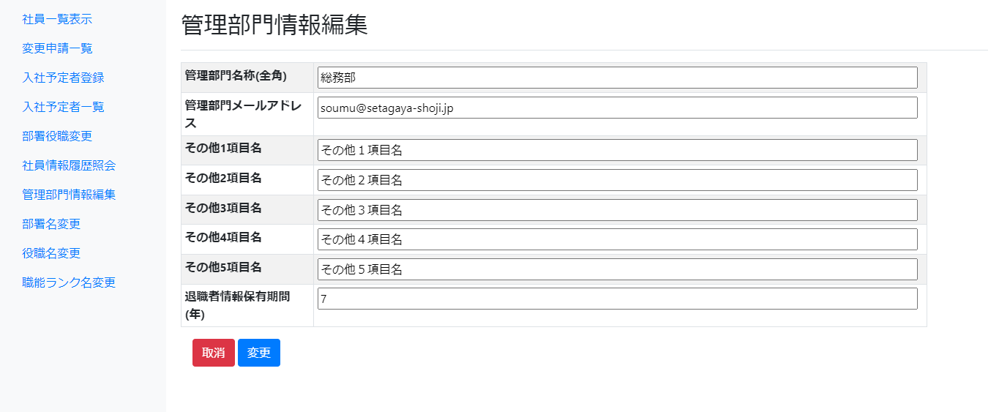 社員一覧表示
変更申請一覧
入社予定者登録
入社予定者一覧
部署役職変更
社員情報履歴照会
管理部門情報編集
部署名変更
役職名変更
職能ランク名変更
管理部門情報編集
管理部門名称(全角)
総務部
管理部門メールアドレ
ス
soumu@setagaya-shoji.jp
その他1項目名
その他１項目名
その他2項目名
その他２項目名
その他3項目名
その他３項目名
その他4項目名
その他４項目名
その他5項目名
その他５項目名
退職者情報保有期間
(年)
7
取消 変更